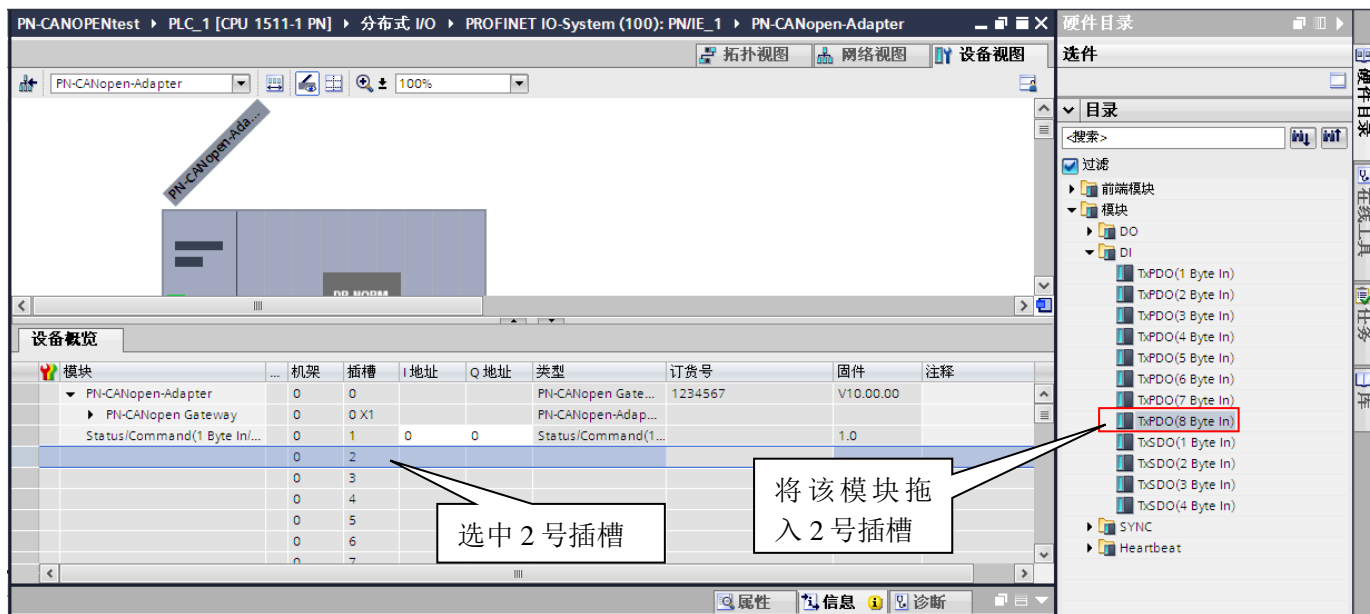 PN-CANOPENtest ▸ PLC_1 [CPU 1511-1 PN] ▸ 分布式 I/O ▸ PROFINET IO-System (100): PN/IE_1 ▸ PN-CANopen-Adapter
拓扑视图 网络视图 设备视图
PN-CANopen-Adapter 100%
PN-CANopen-Ada...
DP-NORM
设备概览
模块 ... 机架 插槽 I 地址 Q 地址 类型 订货号 固件 注释
PN-CANopen-Adapter 0 0 PN-CANopen Gate... 1234567 V10.00.00
PN-CANopen Gateway 0 0 X1 PN-CANopen-Adap...
Status/Command(1 Byte In/... 0 1 0 0 Status/Command(1... 1.0
0 2
0 3
0 4
0 5
0 6
0 7
选中 2 号插槽
将该模块拖
入 2 号插槽
属性 信息 诊断
硬件目录
选件
目录
<搜索>
过滤
前端模块
模块
DO
DI
TxPDO(1 Byte In)
TxPDO(2 Byte In)
TxPDO(3 Byte In)
TxPDO(4 Byte In)
TxPDO(5 Byte In)
TxPDO(6 Byte In)
TxPDO(7 Byte In)
TxPDO(8 Byte In)
TxSDO(1 Byte In)
TxSDO(2 Byte In)
TxSDO(3 Byte In)
TxSDO(4 Byte In)
SYNC
Heartbeat
硬件目录
在线工具
任务
库